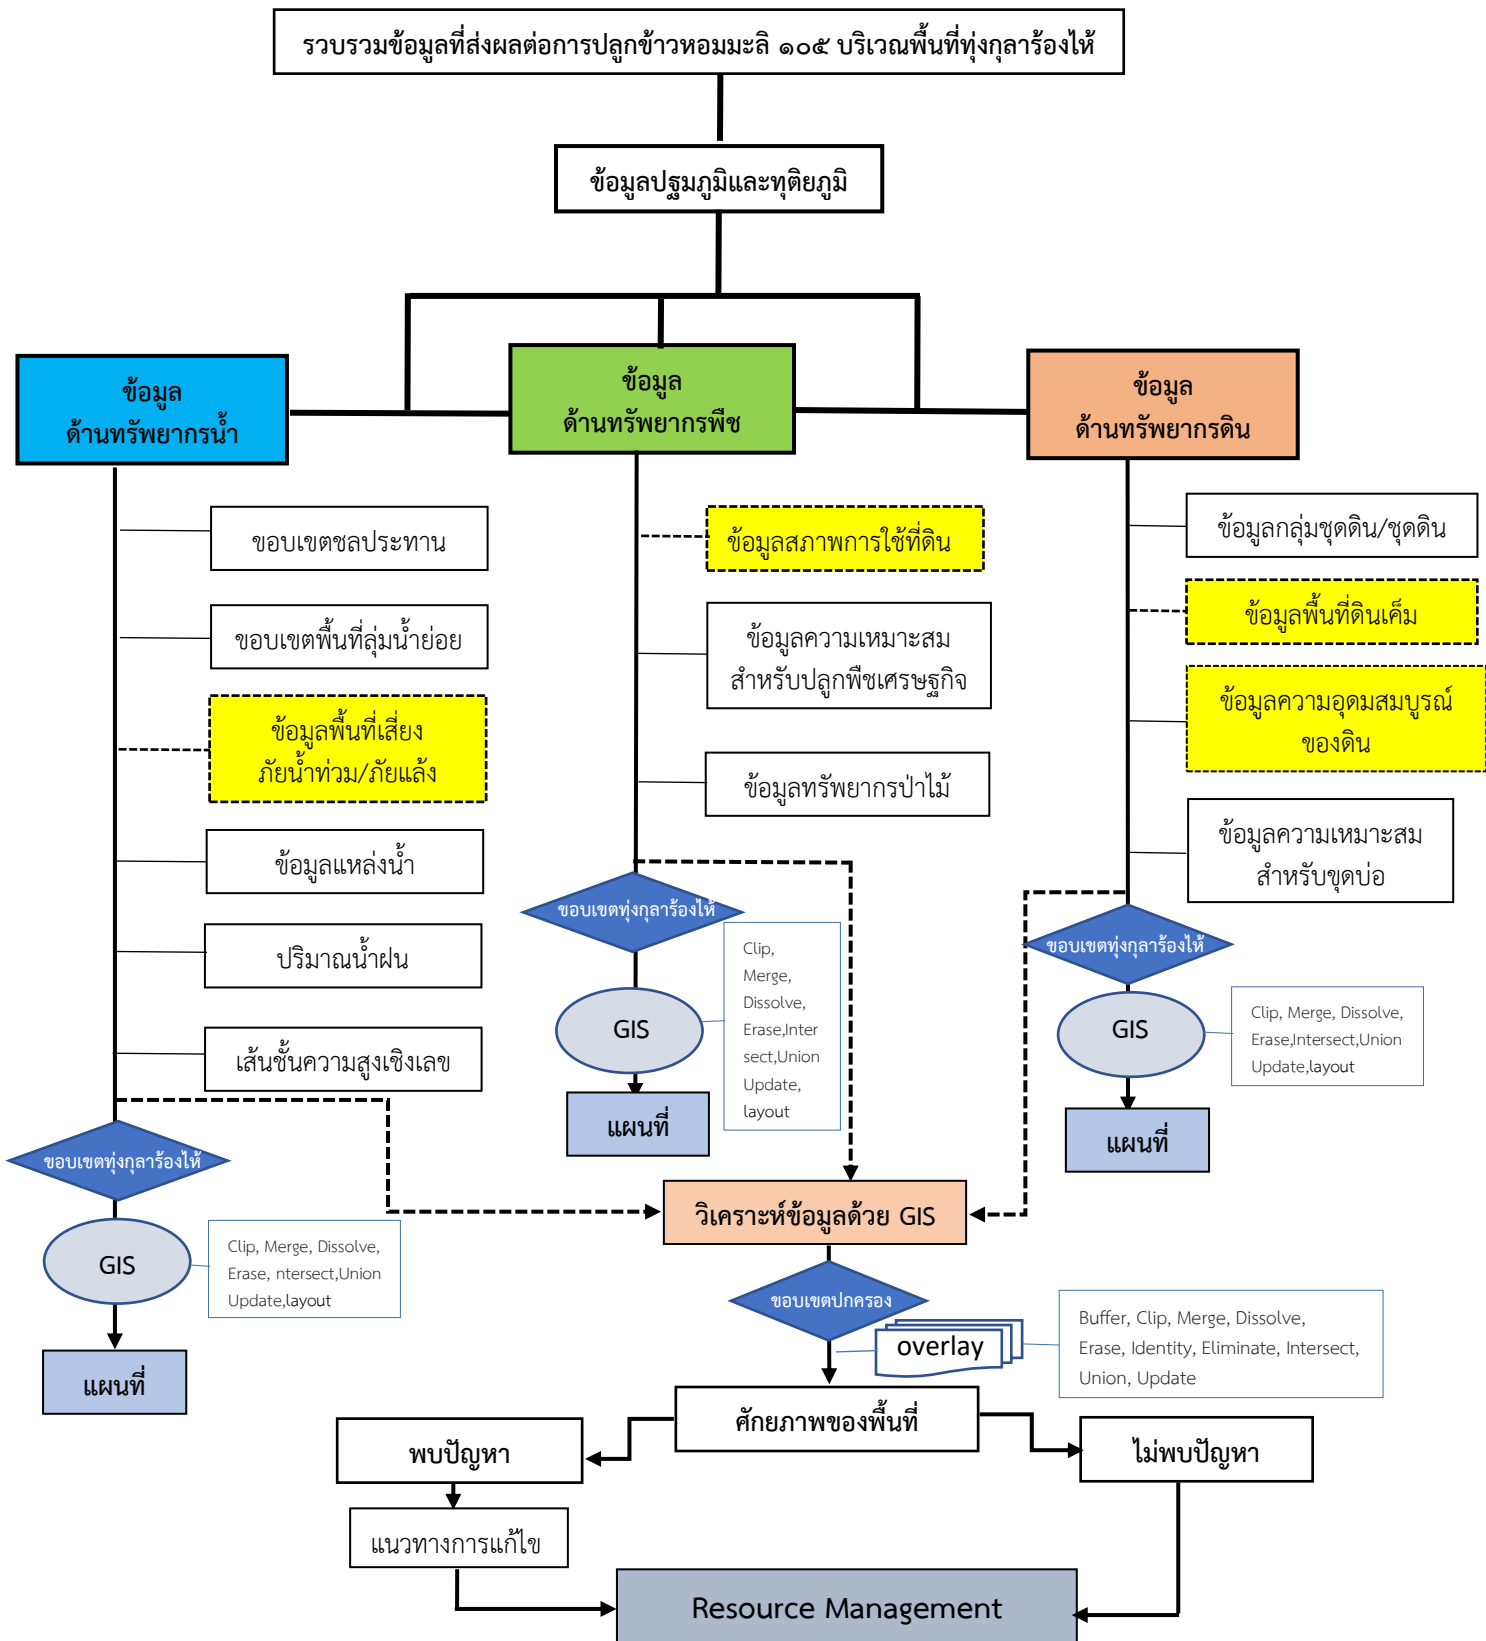 รวบรวมข้อมูลที่ส่งผลต่อการปลูกข้าวหอมมะลิ ๑๐๕ บริเวณพื้นที่ทุ่งกุลาร้องไห้
ข้อมูลปฐมภูมิและทุติยภูมิ
ข้อมูล
ด้านทรัพยากรน้ำ
ข้อมูล
ด้านทรัพยากรพืช
ข้อมูล
ด้านทรัพยากรดิน
ขอบเขตชลประทาน
ขอบเขตพื้นที่ลุ่มน้ำย่อย
ข้อมูลพื้นที่เสี่ยง
ภัยน้ำท่วม/ภัยแล้ง
ข้อมูลแหล่งน้ำ
ปริมาณน้ำฝน
เส้นชั้นความสูงเชิงเลข
ขอบเขตทุ่งกุลาร้องไห้
GIS
Clip, Merge, Dissolve,
Erase, ntersect,Union
Update,layout
แผนที่
ข้อมูลสภาพการใช้ที่ดิน
ข้อมูลความเหมาะสม
สำหรับปลูกพืชเศรษฐกิจ
ข้อมูลทรัพยากรป่าไม้
ขอบเขตทุ่งกุลาร้องไห้
GIS
Clip,
Merge,
Dissolve,
Erase,Inter
sect,Union
Update,
layout
แผนที่
ข้อมูลกลุ่มชุดดิน/ชุดดิน
ข้อมูลพื้นที่ดินเค็ม
ข้อมูลความอุดมสมบูรณ์
ของดิน
ข้อมูลความเหมาะสม
สำหรับขุดบ่อ
ขอบเขตทุ่งกุลาร้องไห้
GIS
Clip, Merge, Dissolve,
Erase,Intersect,Union
Update,layout
แผนที่
วิเคราะห์ข้อมูลด้วย GIS
ขอบเขตปกครอง
overlay
Buffer, Clip, Merge, Dissolve,
Erase, Identity, Eliminate, Intersect,
Union, Update
ศักยภาพของพื้นที่
พบปัญหา
ไม่พบปัญหา
แนวทางการแก้ไข
Resource Management